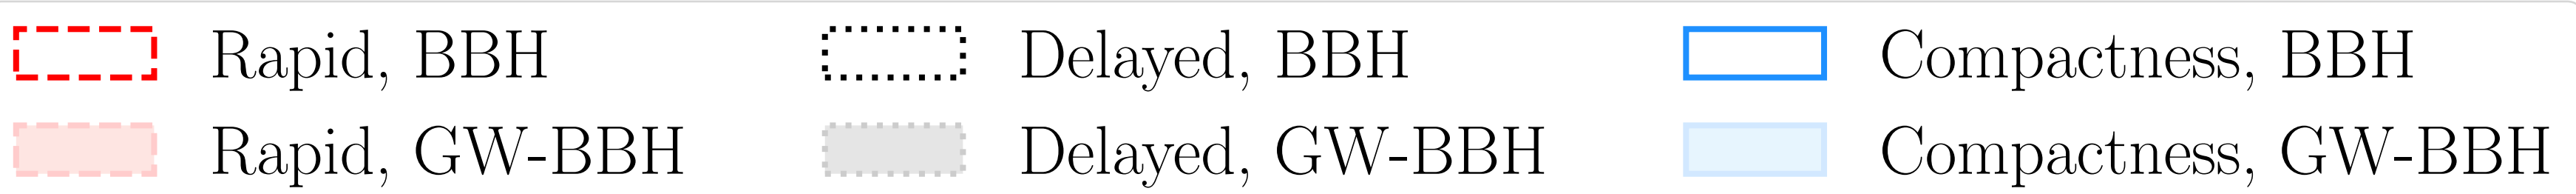 Rapid, BBH Delayed, BBH Compactness, BBH
Rapid, GW-BBH Delayed, GW-BBH Compactness, GW-BBH